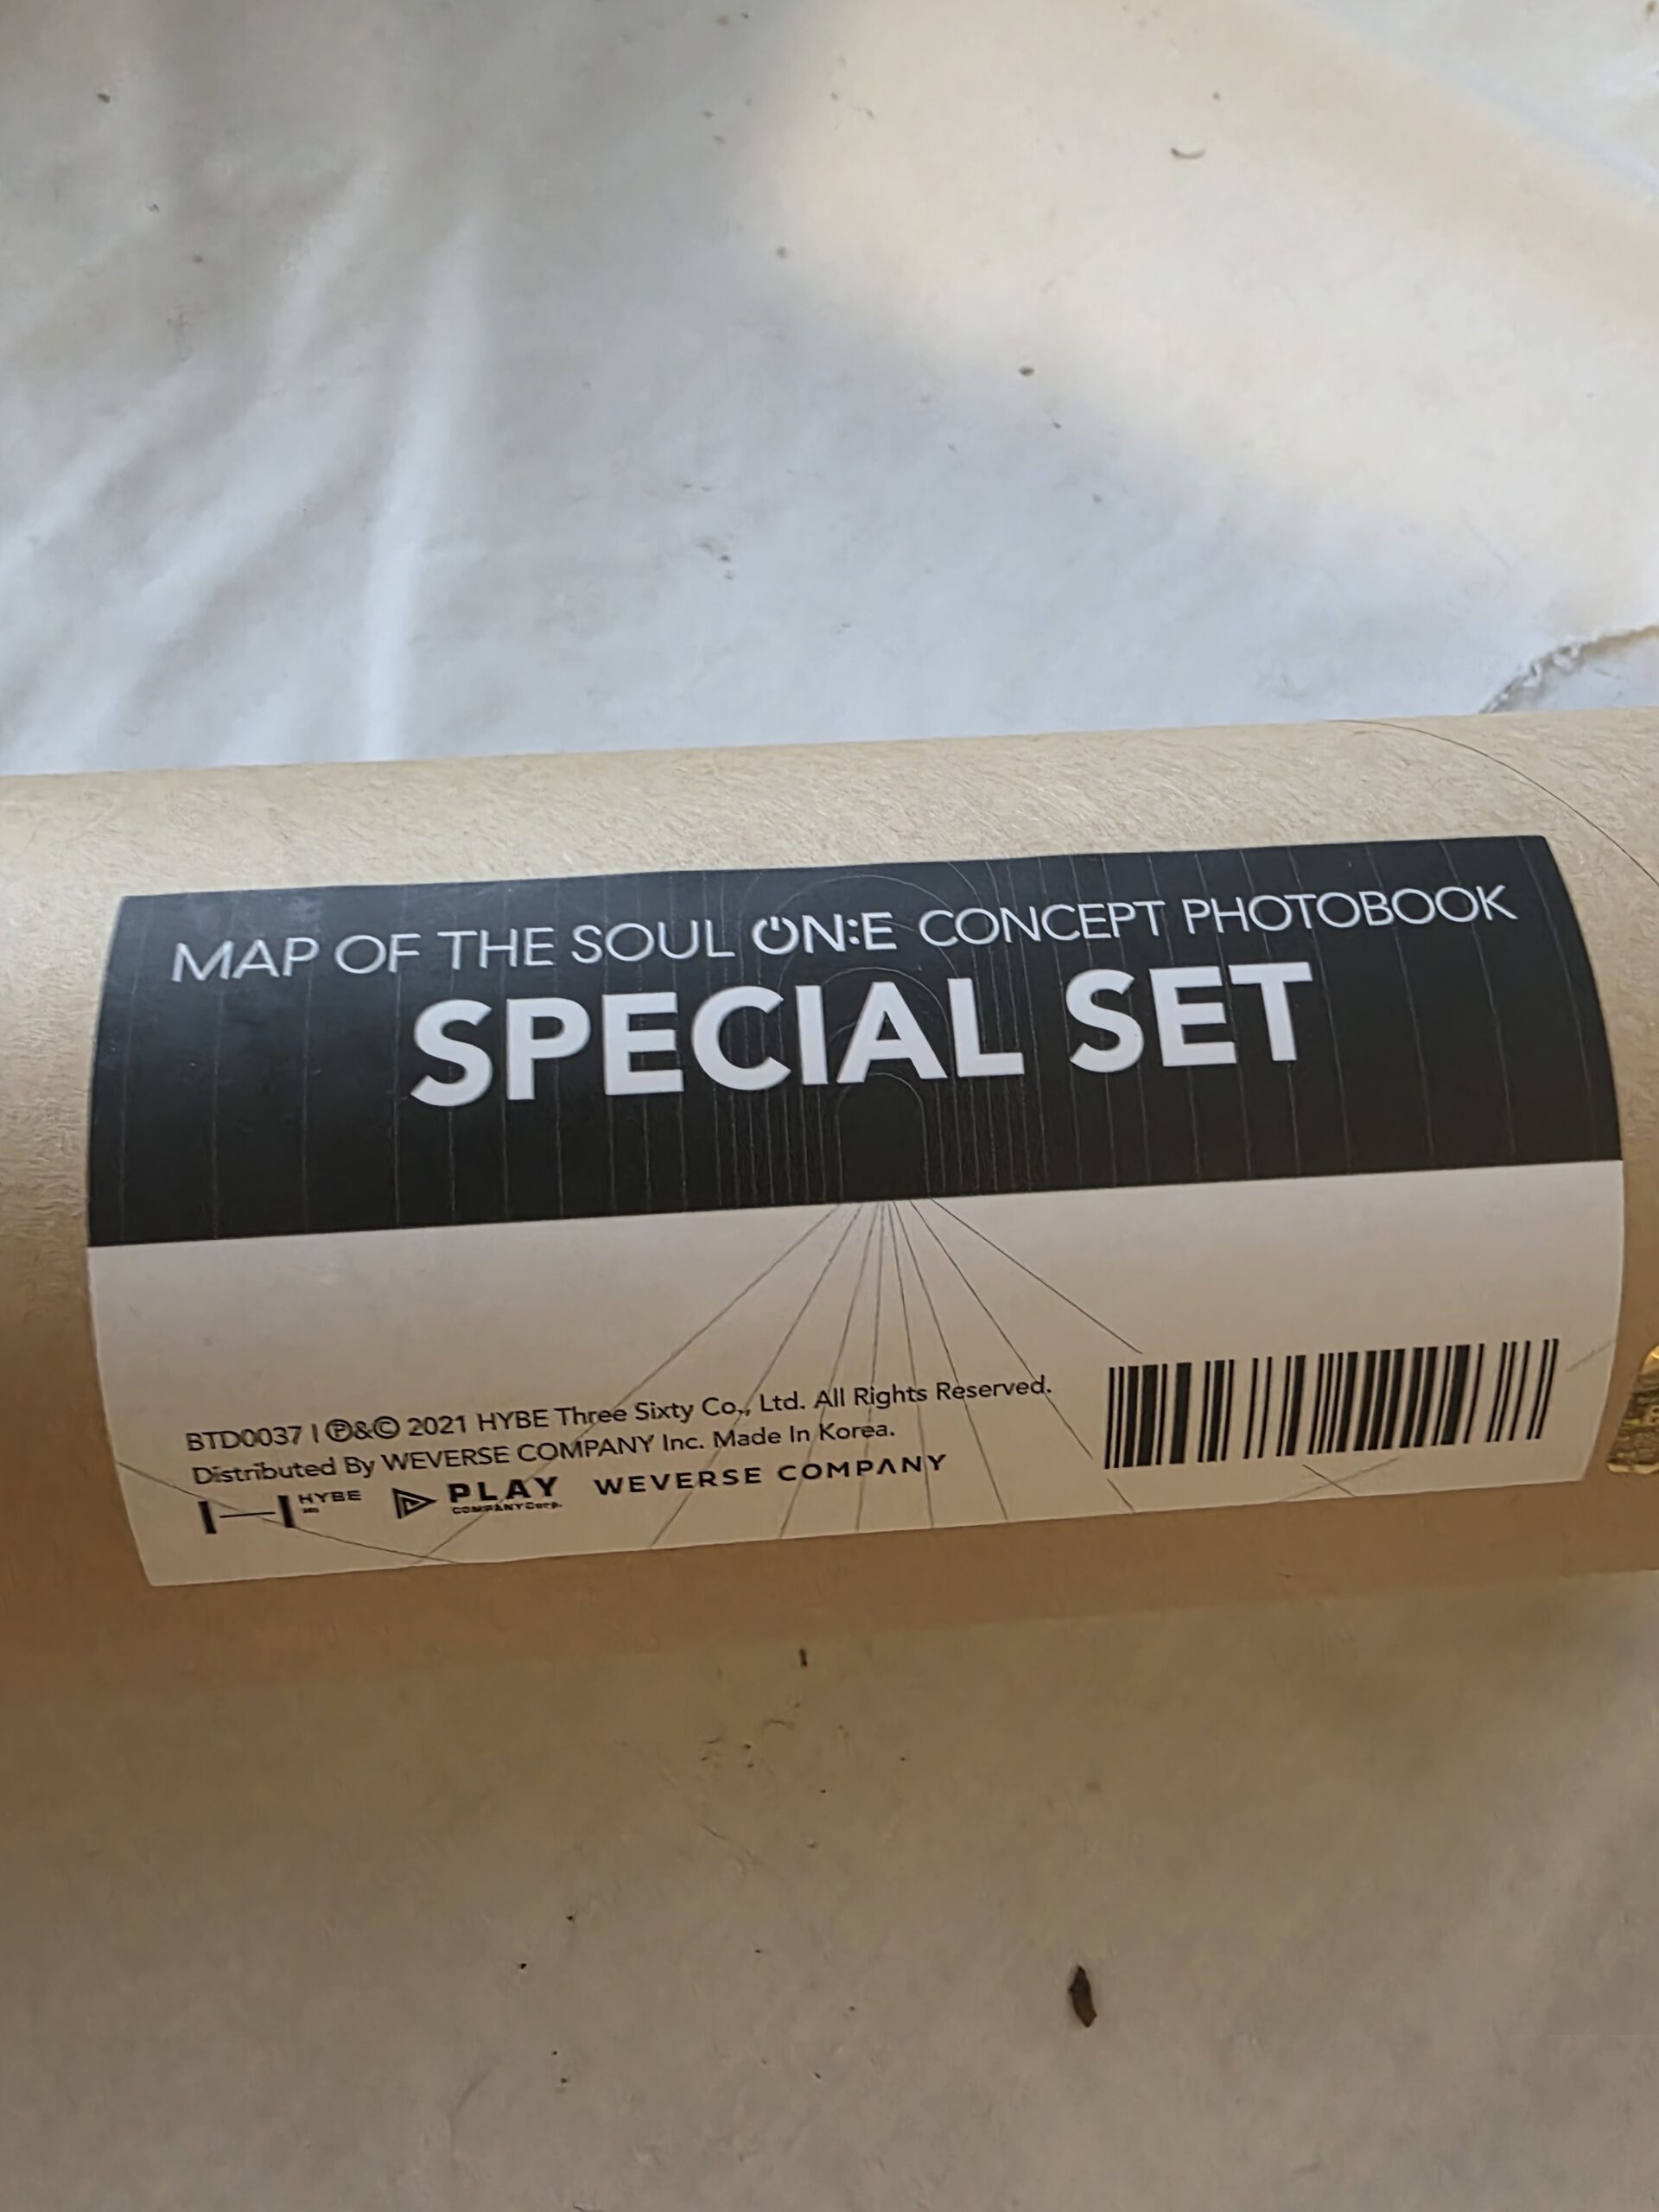 MAP OF THE SOUL ON:E CONCEPT PHOTOBOOK
SPECIAL SET
BTD0037 | Ⓟ&© 2021 HYBE Three Sixty Co., Ltd. All Rights Reserved.
Distributed By WEVERSE COMPANY Inc. Made In Korea.
HYBE
PLAY
COMPANY Corp.
WEVERSE COMPANY